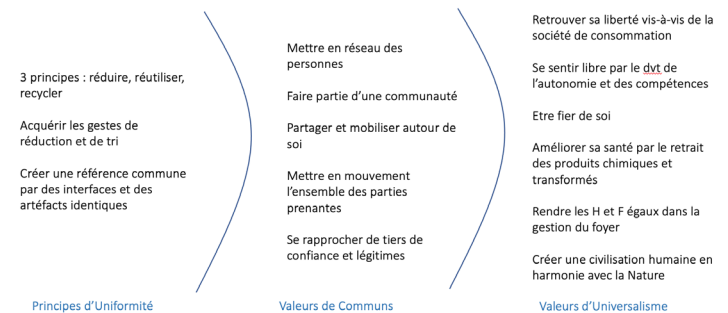 3 principes : réduire, réutiliser,
recycler
Acquérir les gestes de
réduction et de tri
Créer une référence commune
par des interfaces et des
artéfacts identiques
Principes d’Uniformité
Mettre en réseau des
personnes
Faire partie d’une communauté
Partager et mobiliser autour de
soi
Mettre en mouvement
l’ensemble des parties
prenantes
Se rapprocher de tiers de
confiance et légitimes
Valeurs de Communs
Retrouver sa liberté vis-à-vis de la
société de consommation
Se sentir libre par le dvt de
l’autonomie et des compétences
Etre fier de soi
Améliorer sa santé par le retrait
des produits chimiques et
transformés
Rendre les H et F égaux dans la
gestion du foyer
Créer une civilisation humaine en
harmonie avec la Nature
Valeurs d’Universalisme